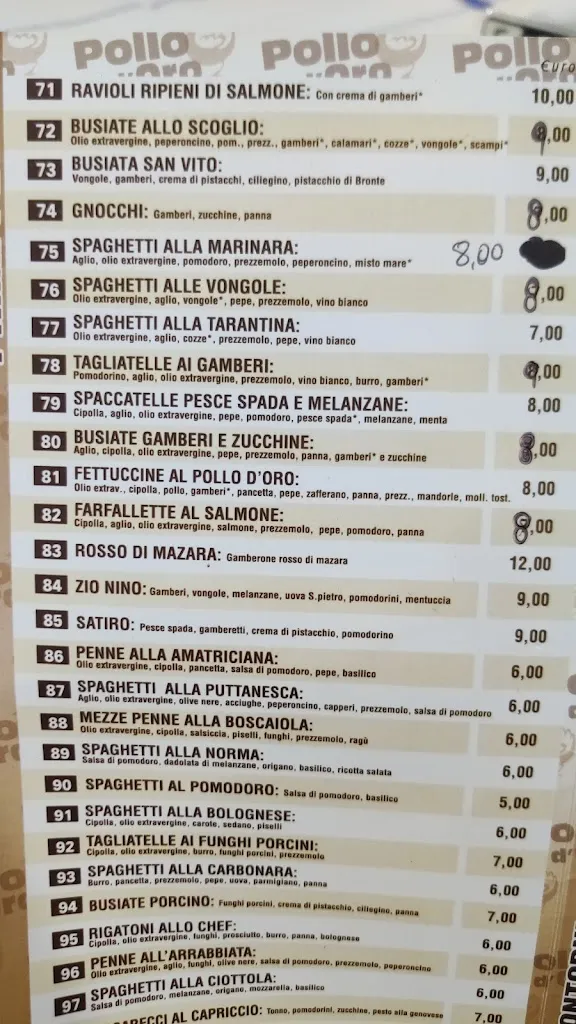 Pollo Pollo Pollo
d'oro d'oro
Euro
71 RAVIOLI RIPIENI DI SALMONE: Con crema di gamberi* 10,00
72 BUSIATE ALLO SCOGLIO: 9,00
Olio extravergine, peperoncino, pom., prezz., gamberi*, calamari*, cozze*, vongole*, scampi*
73 BUSIATA SAN VITO: 9,00
Vongole, gamberi, crema di pistacchi, ciliegino, pistacchio di Bronte
74 GNOCCHI: Gamberi, zucchine, panna 8,00
75 SPAGHETTI ALLA MARINARA: 8,00
Aglio, olio extravergine, pomodoro, prezzemolo, peperoncino, misto mare*
76 SPAGHETTI ALLE VONGOLE: 8,00
Olio extravergine, aglio, vongole*, pepe, prezzemolo, vino bianco
77 SPAGHETTI ALLA TARANTINA: 7,00
Olio extravergine, aglio, cozze*, prezzemolo, pepe, vino bianco
78 TAGLIATELLE AI GAMBERI: 9,00
Pomodorino, aglio, olio extravergine, prezzemolo, vino bianco, burro, gamberi*
79 SPACCATELLE PESCE SPADA E MELANZANE: 8,00
Cipolla, aglio, olio extravergine, pepe, pomodoro, pesce spada*, melanzane, menta
80 BUSIATE GAMBERI E ZUCCHINE: 8,00
Aglio, cipolla, olio extravergine, pepe, prezzemolo, panna, gamberi* e zucchine
81 FETTUCCINE AL POLLO D'ORO: 8,00
Olio extrav., cipolla, pollo, gamberi*, pancetta, pepe, zafferano, panna, prezz., mandorle, moll. tost.
82 FARFALLETTE AL SALMONE: 8,00
Cipolla, aglio, olio extravergine, salmone, prezzemolo, pepe, pomodoro, panna
83 ROSSO DI MAZARA: Gamberone rosso di mazara 12,00
84 ZIO NINO: Gamberi, vongole, melanzane, uova S.pietro, pomodorini, mentuccia 9,00
85 SATIRO: Pesce spada, gamberetti, crema di pistacchio, pomodorino 9,00
86 PENNE ALLA AMATRICIANA: 6,00
Olio extravergine, cipolla, pancetta, salsa di pomodoro, pepe, basilico
87 SPAGHETTI ALLA PUTTANESCA: 6,00
Aglio, olio extravergine, olive nere, acciughe, peperoncino, capperi, prezzemolo, salsa di pomodoro
88 MEZZE PENNE ALLA BOSCAIOLA: 6,00
Olio extravergine, cipolla, salsiccia, piselli, funghi, prezzemolo, ragù
89 SPAGHETTI ALLA NORMA: 6,00
Salsa di pomodoro, dadolata di melanzane, origano, basilico, ricotta salata
90 SPAGHETTI AL POMODORO: Salsa di pomodoro, basilico 5,00
91 SPAGHETTI ALLA BOLOGNESE: 6,00
Cipolla, olio extravergine, carote, sedano, piselli
92 TAGLIATELLE AI FUNGHI PORCINI: 7,00
Cipolla, olio extravergine, burro, funghi porcini, prezzemolo
93 SPAGHETTI ALLA CARBONARA: 6,00
Burro, pancetta, prezzemolo, pepe, uova, parmigiano, panna
94 BUSIATE PORCINO: Funghi porcini, crema di pistacchio, ciliegino, panna 7,00
95 RIGATONI ALLO CHEF: 6,00
Cipolla, olio extravergine, funghi, prosciutto, burro, panna, bolognese
96 PENNE ALL'ARRABBIATA: 6,00
Olio extravergine, aglio, funghi, olive nere, salsa di pomodoro, prezzemolo, peperoncino
97 SPAGHETTI ALLA CIOTTOLA: 6,00
Salsa di pomodoro, melanzane, origano, mozzarella, basilico
ARECCI AL CAPRICCIO: Tonno, pomodorini, zucchine, pesto alla genovese 7,00